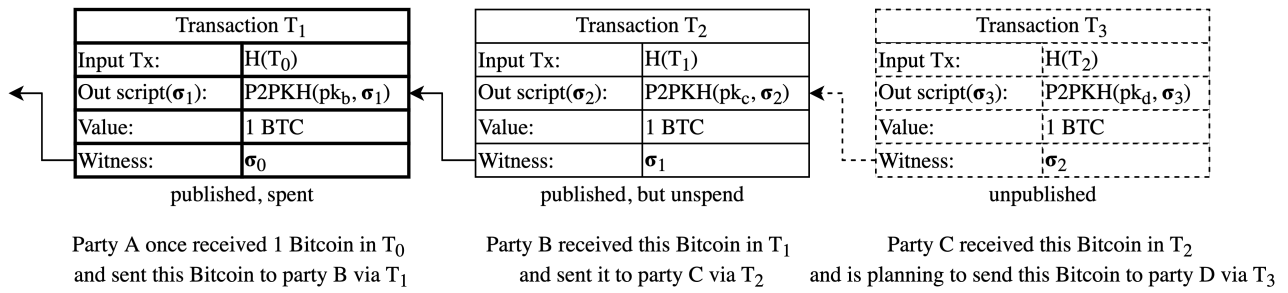 Transaction T₁
Input Tx: H(T₀)
Out script(σ₁): P2PKH(pk_b, σ₁)
Value: 1 BTC
Witness: σ₀
published, spent
Party A once received 1 Bitcoin in T₀
and sent this Bitcoin to party B via T₁
Transaction T₂
Input Tx: H(T₁)
Out script(σ₂): P2PKH(pk_c, σ₂)
Value: 1 BTC
Witness: σ₁
published, but unspend
Party B received this Bitcoin in T₁
and sent it to party C via T₂
Transaction T₃
Input Tx: H(T₂)
Out script(σ₃): P2PKH(pk_d, σ₃)
Value: 1 BTC
Witness: σ₂
unpublished
Party C received this Bitcoin in T₂
and is planning to send this Bitcoin to party D via T₃